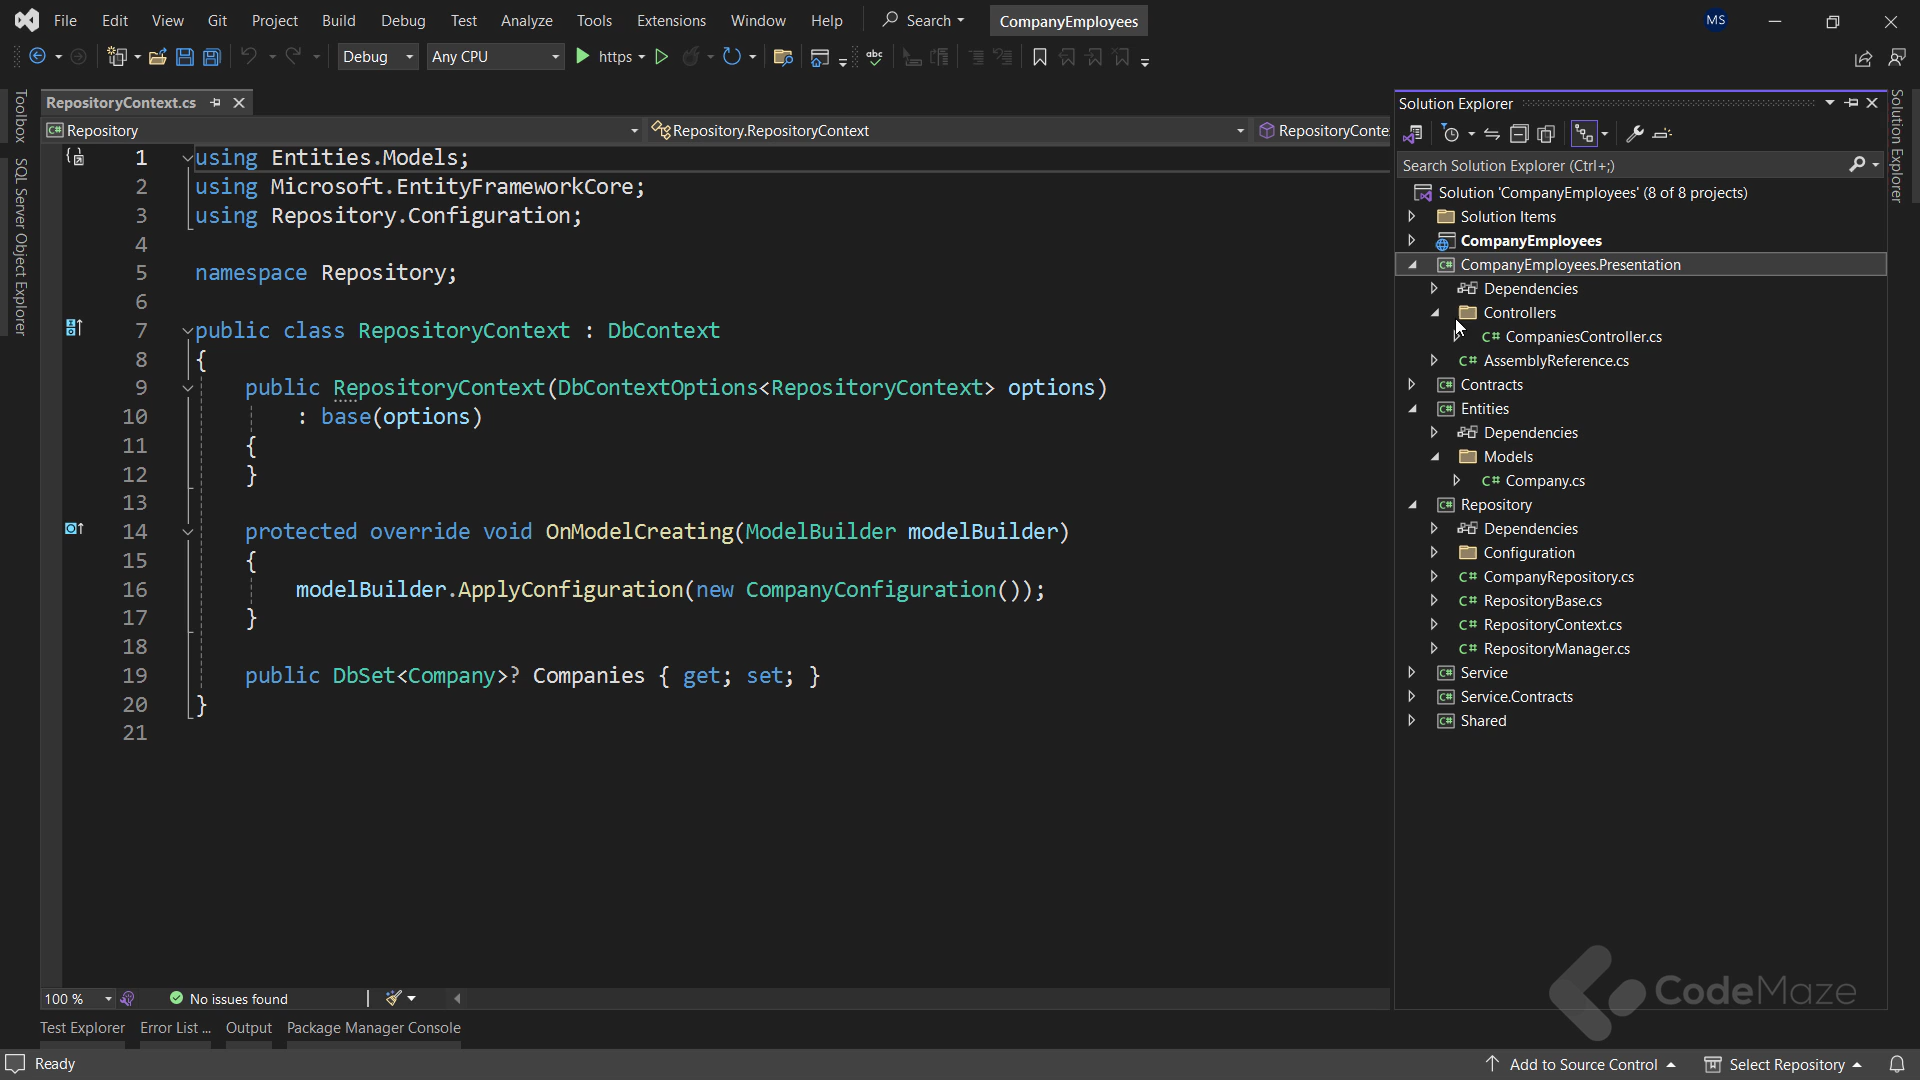 File Edit View Git Project Build Debug Test Analyze Tools Extensions Window Help Search CompanyEmployees MS
Debug Any CPU https abc
Toolbox
SQL Server Object Explorer
RepositoryContext.cs
C# Repository Repository.RepositoryContext RepositoryConte
1 using Entities.Models;
2 using Microsoft.EntityFrameworkCore;
3 using Repository.Configuration;
4
5 namespace Repository;
6
7 public class RepositoryContext : DbContext
8 {
9 public RepositoryContext(DbContextOptions<RepositoryContext> options)
10 : base(options)
11 {
12 }
13
14 protected override void OnModelCreating(ModelBuilder modelBuilder)
15 {
16 modelBuilder.ApplyConfiguration(new CompanyConfiguration());
17 }
18
19 public DbSet<Company>? Companies { get; set; }
20 }
21
100 % No issues found
Solution Explorer
Search Solution Explorer (Ctrl+;)
Solution 'CompanyEmployees' (8 of 8 projects)
Solution Items
CompanyEmployees
C# CompanyEmployees.Presentation
Dependencies
Controllers
C# CompaniesController.cs
C# AssemblyReference.cs
C# Contracts
C# Entities
Dependencies
Models
C# Company.cs
C# Repository
Dependencies
Configuration
C# CompanyRepository.cs
C# RepositoryBase.cs
C# RepositoryContext.cs
C# RepositoryManager.cs
C# Service
C# Service.Contracts
C# Shared
Solution Explorer
CodeMaze
Test Explorer Error List ... Output Package Manager Console
Ready Add to Source Control Select Repository